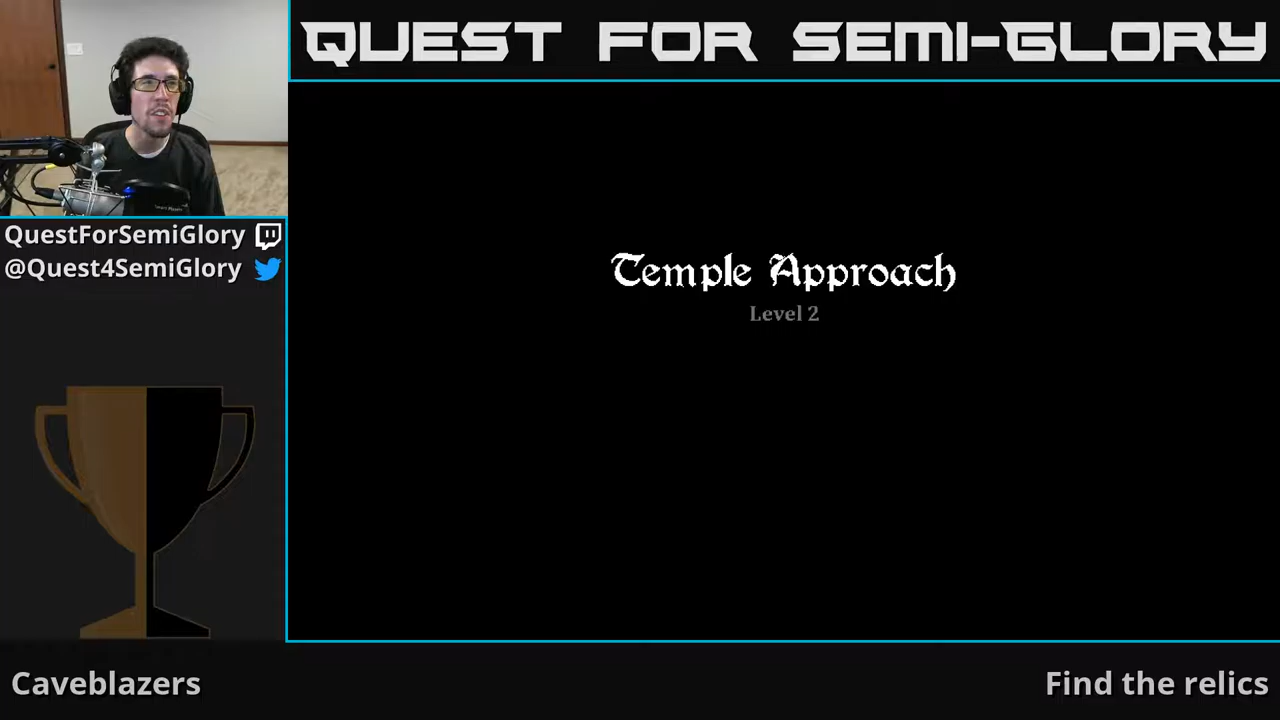 QUEST FOR SEMI-GLORY
QuestForSemiGlory
@Quest4SemiGlory
Temple Approach
Level 2
Caveblazers
Find the relics